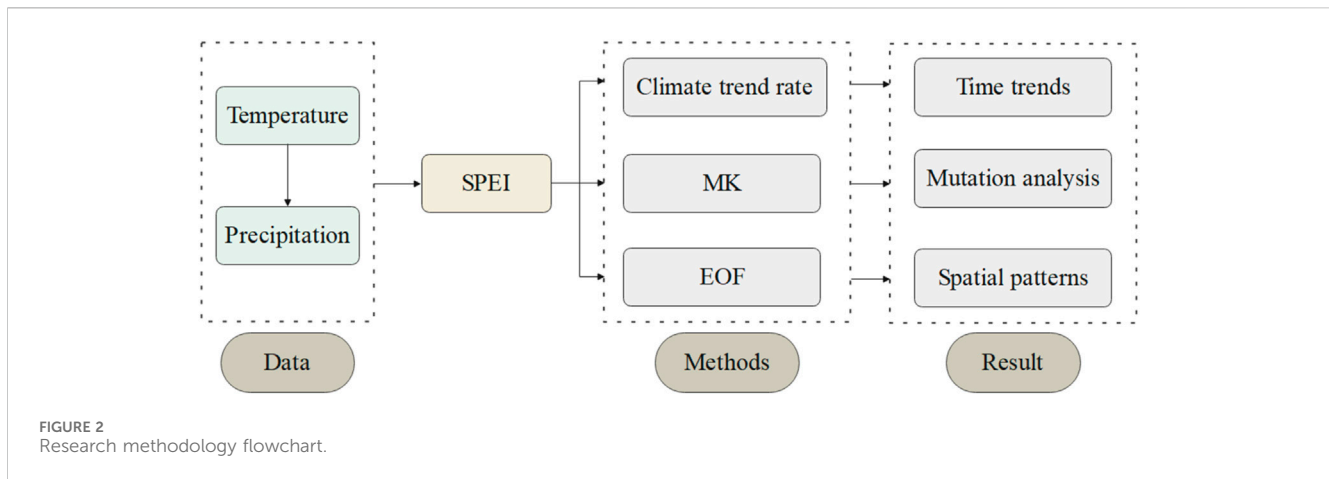 Temperature
Precipitation
Data
SPEI
Climate trend rate
MK
EOF
Methods
Time trends
Mutation analysis
Spatial patterns
Result
FIGURE 2
Research methodology flowchart.